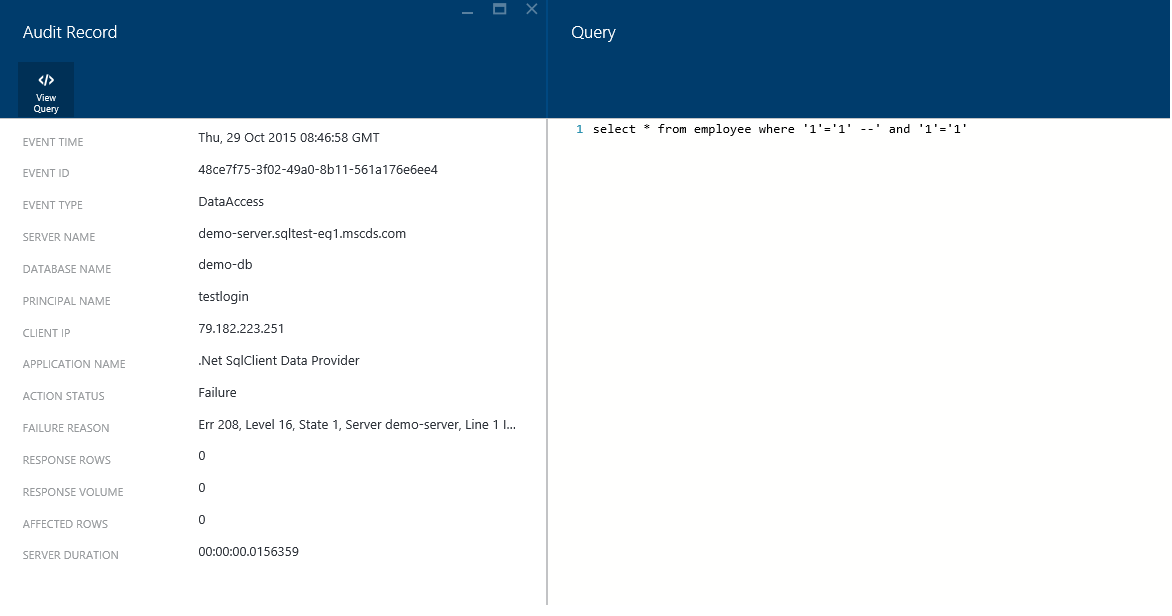 Audit Record
</>
View
Query
EVENT TIME Thu, 29 Oct 2015 08:46:58 GMT
EVENT ID 48ce7f75-3f02-49a0-8b11-561a176e6ee4
EVENT TYPE DataAccess
SERVER NAME demo-server.sqltest-eg1.mscds.com
DATABASE NAME demo-db
PRINCIPAL NAME testlogin
CLIENT IP 79.182.223.251
APPLICATION NAME .Net SqlClient Data Provider
ACTION STATUS Failure
FAILURE REASON Err 208, Level 16, State 1, Server demo-server, Line 1 I...
RESPONSE ROWS 0
RESPONSE VOLUME 0
AFFECTED ROWS 0
SERVER DURATION 00:00:00.0156359
Query
1 select * from employee where '1'='1' --' and '1'='1'